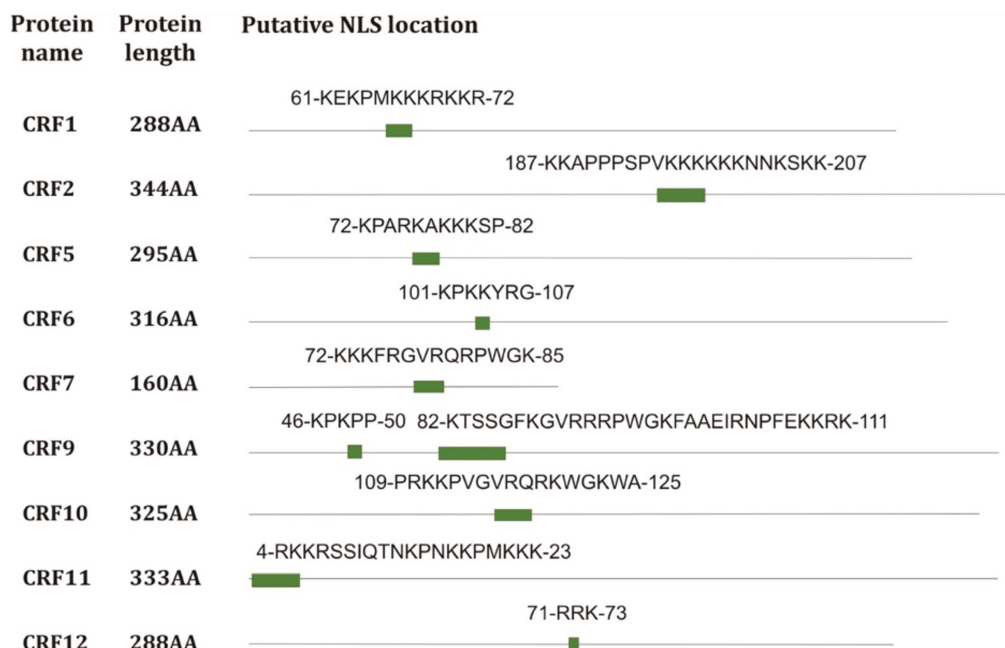 Protein name Protein length Putative NLS location
61-KEKPMKKKRKKR-72
CRF1 288AA
187-KKAPPPSPVKKKKKKNNKSKK-207
CRF2 344AA
72-KPARKAKKKSP-82
CRF5 295AA
101-KPKKYRG-107
CRF6 316AA
72-KKKFRGVRQRPWGK-85
CRF7 160AA
46-KPKPP-50 82-KTSSGFKGVRRRPWGKFAAEIRNPFEKKRK-111
CRF9 330AA
109-PRKKPVGVRQRKWGKWA-125
CRF10 325AA
4-RKKRSSIQTNKPNKKPMKKK-23
CRF11 333AA
71-RRK-73
CRF12 288AA